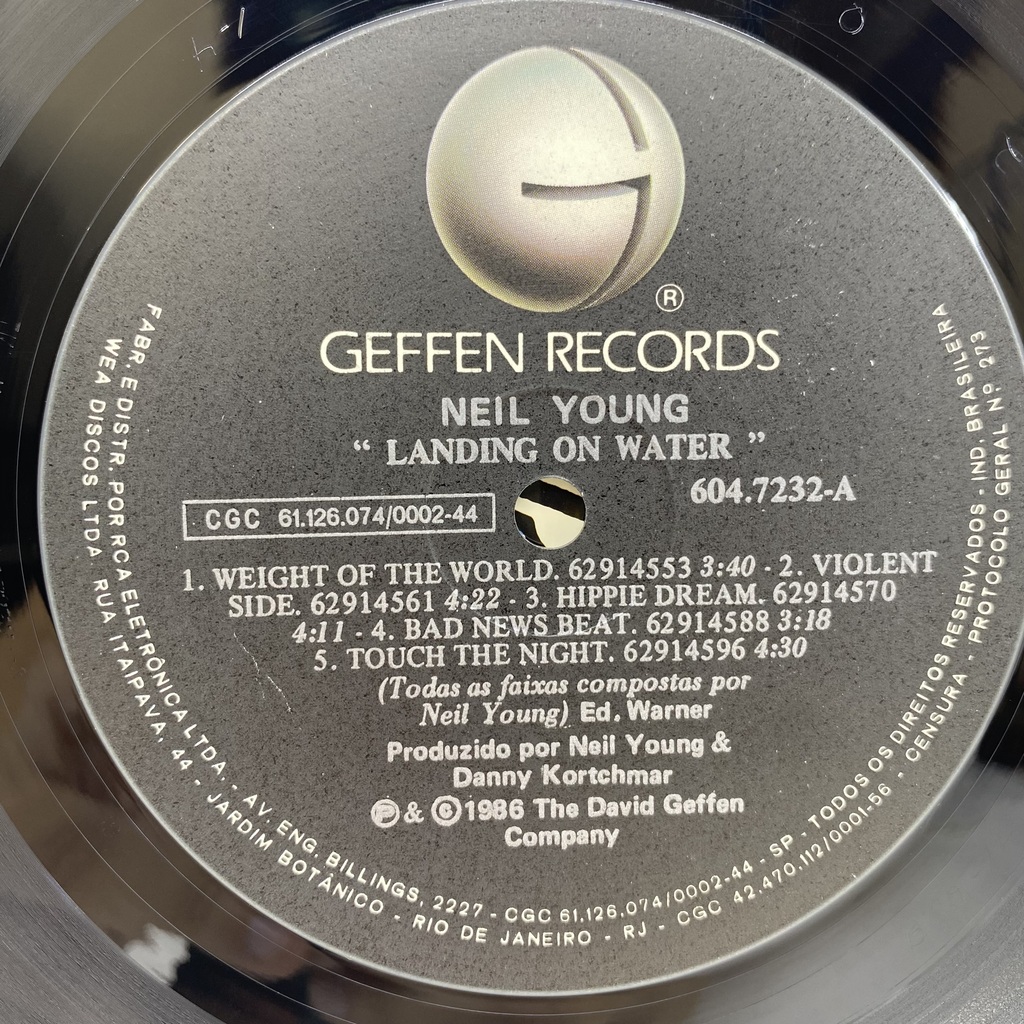 ®
GEFFEN RECORDS
NEIL YOUNG
“ LANDING ON WATER ”
604.7232-A
CGC 61.126.074/0002-44
1. WEIGHT OF THE WORLD. 62914553 3:40 - 2. VIOLENT
SIDE. 62914561 4:22 - 3. HIPPIE DREAM. 62914570
4:11 - 4. BAD NEWS BEAT. 62914588 3:18
5. TOUCH THE NIGHT. 62914596 4:30
(Todas as faixas compostas por
Neil Young) Ed. Warner
Produzido por Neil Young &
Danny Kortchmar
℗ & ©1986 The David Geffen
Company
FABR. E DISTR. POR RCA ELETRÔNICA LTDA. - AV. ENG. BILLINGS, 2227 - CGC 61.126.074/0002-44 - SP - TODOS OS DIREITOS RESERVADOS - IND. BRASILEIRA
WEA DISCOS LTDA. RUA ITAIPAVA, 44 - JARDIM BOTÂNICO - RIO DE JANEIRO - RJ - CGC 42.470.112/0001-56 - CENSURA - PROTOCOLO GERAL Nº 273